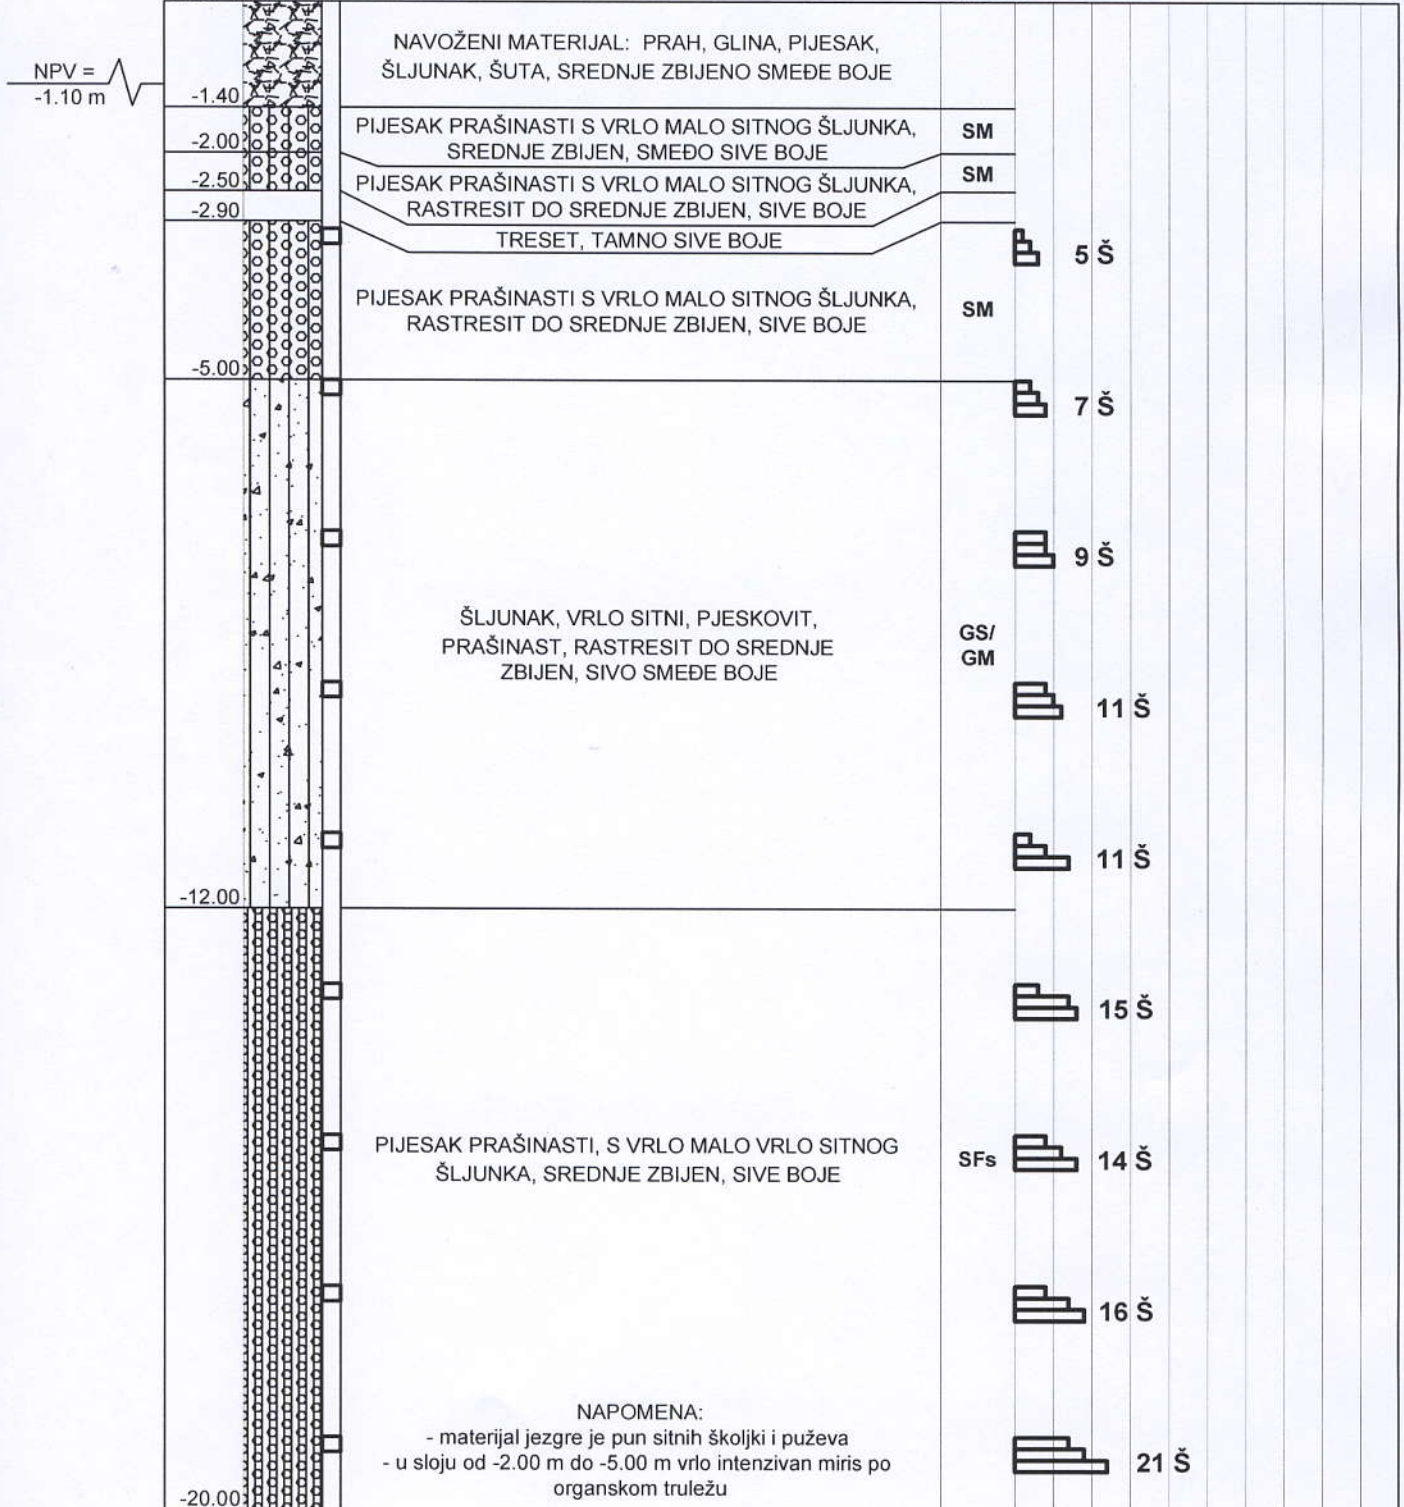 NAVOŽENI MATERIJAL: PRAH, GLINA, PIJESAK,
ŠLJUNAK, ŠUTA, SREDNJE ZBIJENO SMEĐE BOJE
NPV =
-1.10 m
-1.40
PIJESAK PRAŠINASTI S VRLO MALO SITNOG ŠLJUNKA,
SREDNJE ZBIJEN, SMEĐO SIVE BOJE
SM
-2.00
PIJESAK PRAŠINASTI S VRLO MALO SITNOG ŠLJUNKA,
RASTRESIT DO SREDNJE ZBIJEN, SIVE BOJE
SM
-2.50
TRESET, TAMNO SIVE BOJE
-2.90
5 Š
PIJESAK PRAŠINASTI S VRLO MALO SITNOG ŠLJUNKA,
RASTRESIT DO SREDNJE ZBIJEN, SIVE BOJE
SM
-5.00
7 Š
9 Š
ŠLJUNAK, VRLO SITNI, PJESKOVIT,
PRAŠINAST, RASTRESIT DO SREDNJE
ZBIJEN, SIVO SMEĐE BOJE
GS/
GM
11 Š
11 Š
-12.00
15 Š
PIJESAK PRAŠINASTI, S VRLO MALO VRLO SITNOG
ŠLJUNKA, SREDNJE ZBIJEN, SIVE BOJE
SFs
14 Š
16 Š
NAPOMENA:
- materijal jezgre je pun sitnih školjki i puževa
- u sloju od -2.00 m do -5.00 m vrlo intenzivan miris po
organskom truležu
21 Š
-20.00